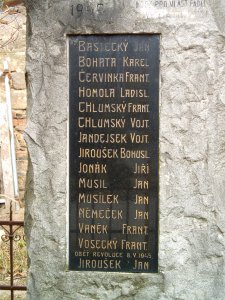 BASTECKÝ JAN
BOHATA KAREL
ČERVINKA FRANT.
HOMOLA LADISL.
CHLUMSKÝ FRANT.
CHLUMSKÝ VOJT.
JANDEJSEK VOJT.
JIROUŠEK BOHUSL.
JONÁK JIŘÍ
MUSIL JAN
MUSÍLEK JAN
NĚMEČEK JAN
VANĚK FRANT.
VOSECKÝ FRANT.
OBĚŤ REVOLUCE 8.V.1945
JIROUŠEK JAN